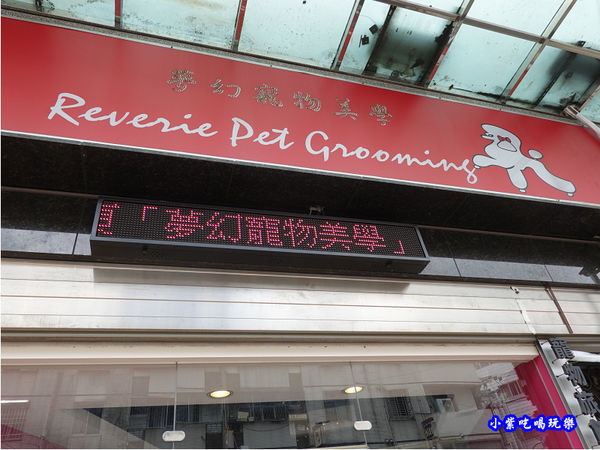 夢幻寵物美學
Reverie Pet Grooming
「夢幻寵物美學」
小紫吃喝玩樂